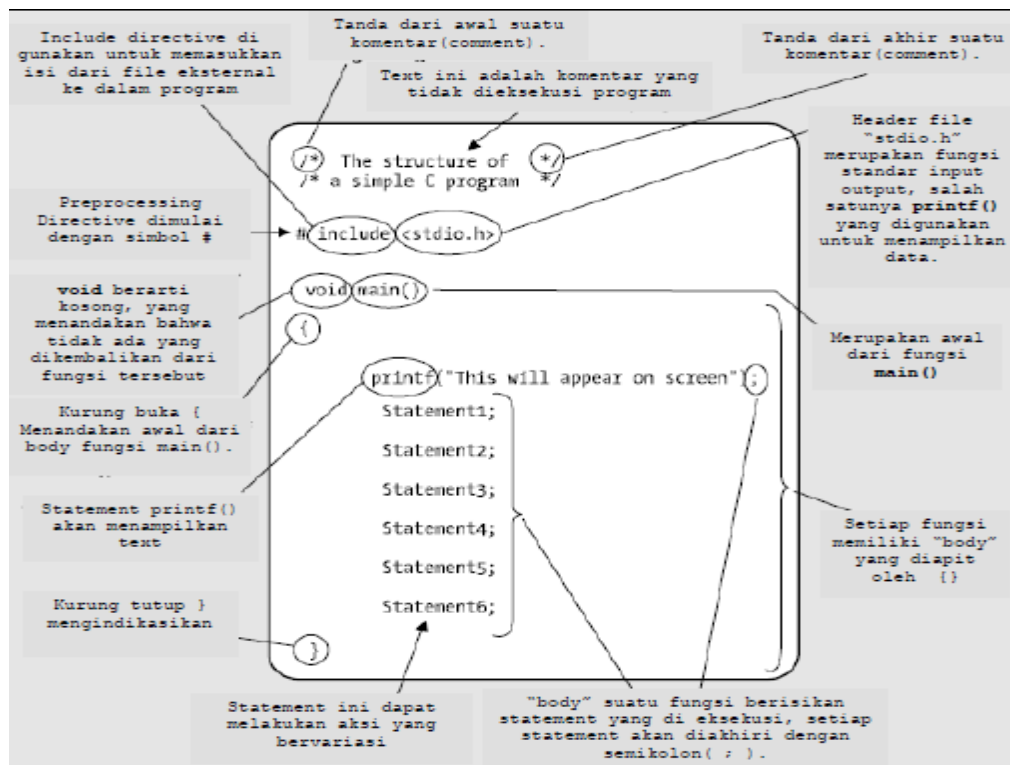 Include directive di
gunakan untuk memasukkan
isi dari file eksternal
ke dalam program
Tanda dari awal suatu
komentar(comment).
Text ini adalah komentar yang
tidak dieksekusi program
Tanda dari akhir suatu
komentar(comment).
Header file
"stdio.h"
merupakan fungsi
standar input
output, salah
satunya printf()
yang digunakan
untuk menampilkan
data.
Preprocessing
Directive dimulai
dengan simbol #
void berarti
kosong, yang
menandakan bahwa
tidak ada yang
dikembalikan dari
fungsi tersebut
Kurung buka {
Menandakan awal dari
body fungsi main().
Statement printf()
akan menampilkan
text
Kurung tutup }
mengindikasikan
/* The structure of */
/* a simple C program */
# include <stdio.h>
void main()
{
printf("This will appear on screen");
Statement1;
Statement2;
Statement3;
Statement4;
Statement5;
Statement6;
}
Merupakan awal
dari fungsi
main()
Setiap fungsi
memiliki "body"
yang diapit
oleh {}
Statement ini dapat
melakukan aksi yang
bervariasi
"body" suatu fungsi berisikan
statement yang di eksekusi, setiap
statement akan diakhiri dengan
semikolon( ; ).